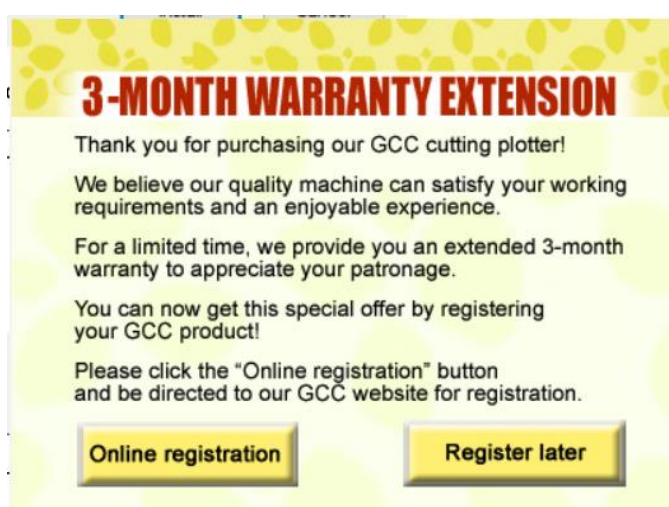 3-MONTH WARRANTY EXTENSION
Thank you for purchasing our GCC cutting plotter!
We believe our quality machine can satisfy your working
requirements and an enjoyable experience.
For a limited time, we provide you an extended 3-month
warranty to appreciate your patronage.
You can now get this special offer by registering
your GCC product!
Please click the “Online registration” button
and be directed to our GCC website for registration.
Online registration Register later